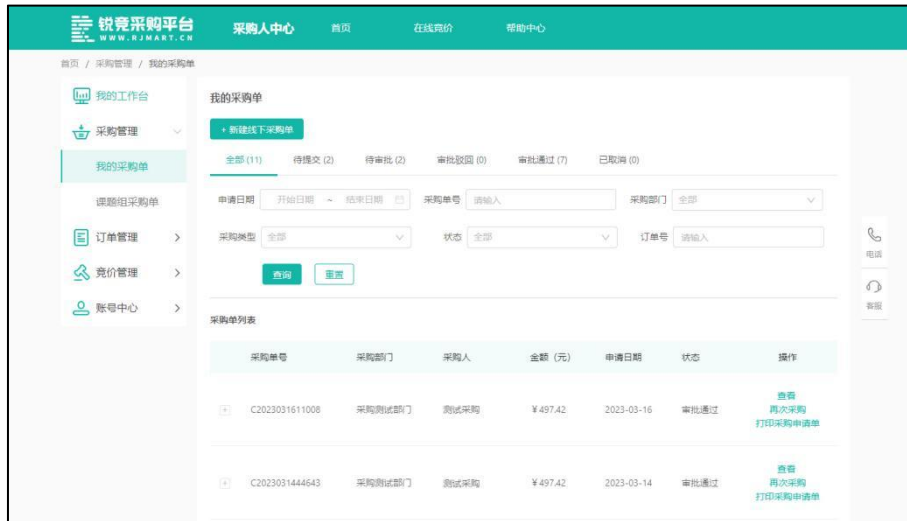 锐竞采购平台 采购人中心 首页 在线竞价 帮助中心
WWW.RJMART.CN
首页 / 采购管理 / 我的采购单
我的工作台
采购管理
我的采购单
课题组采购单
订单管理
竞价管理
账号中心
我的采购单
+ 新建线下采购单
全部 (11) 待提交 (2) 待审批 (2) 审批驳回 (0) 审批通过 (7) 已取消 (0)
申请日期 开始日期 ~ 结束日期 采购单号 请输入 采购部门 全部
采购类型 全部 状态 全部 订单号 请输入
查询 重置
采购单列表
采购单号 采购部门 采购人 金额（元） 申请日期 状态 操作
C2023031611008 采购测试部门 测试采购 ¥497.42 2023-03-16 审批通过 查看
再次采购
打印采购申请单
C2023031444643 采购测试部门 测试采购 ¥497.42 2023-03-14 审批通过 查看
再次采购
打印采购申请单
电话
客服